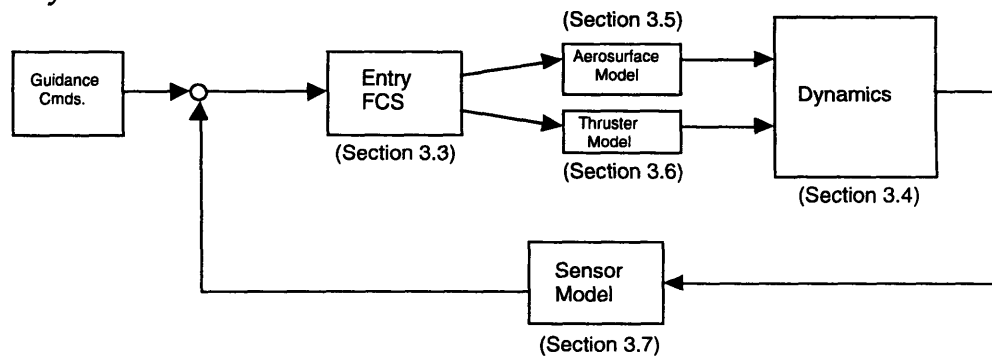 (Section 3.5)
Guidance
Cmds.
Entry
FCS
(Section 3.3)
Aerosurface
Model
Thruster
Model
(Section 3.6)
Dynamics
(Section 3.4)
Sensor
Model
(Section 3.7)